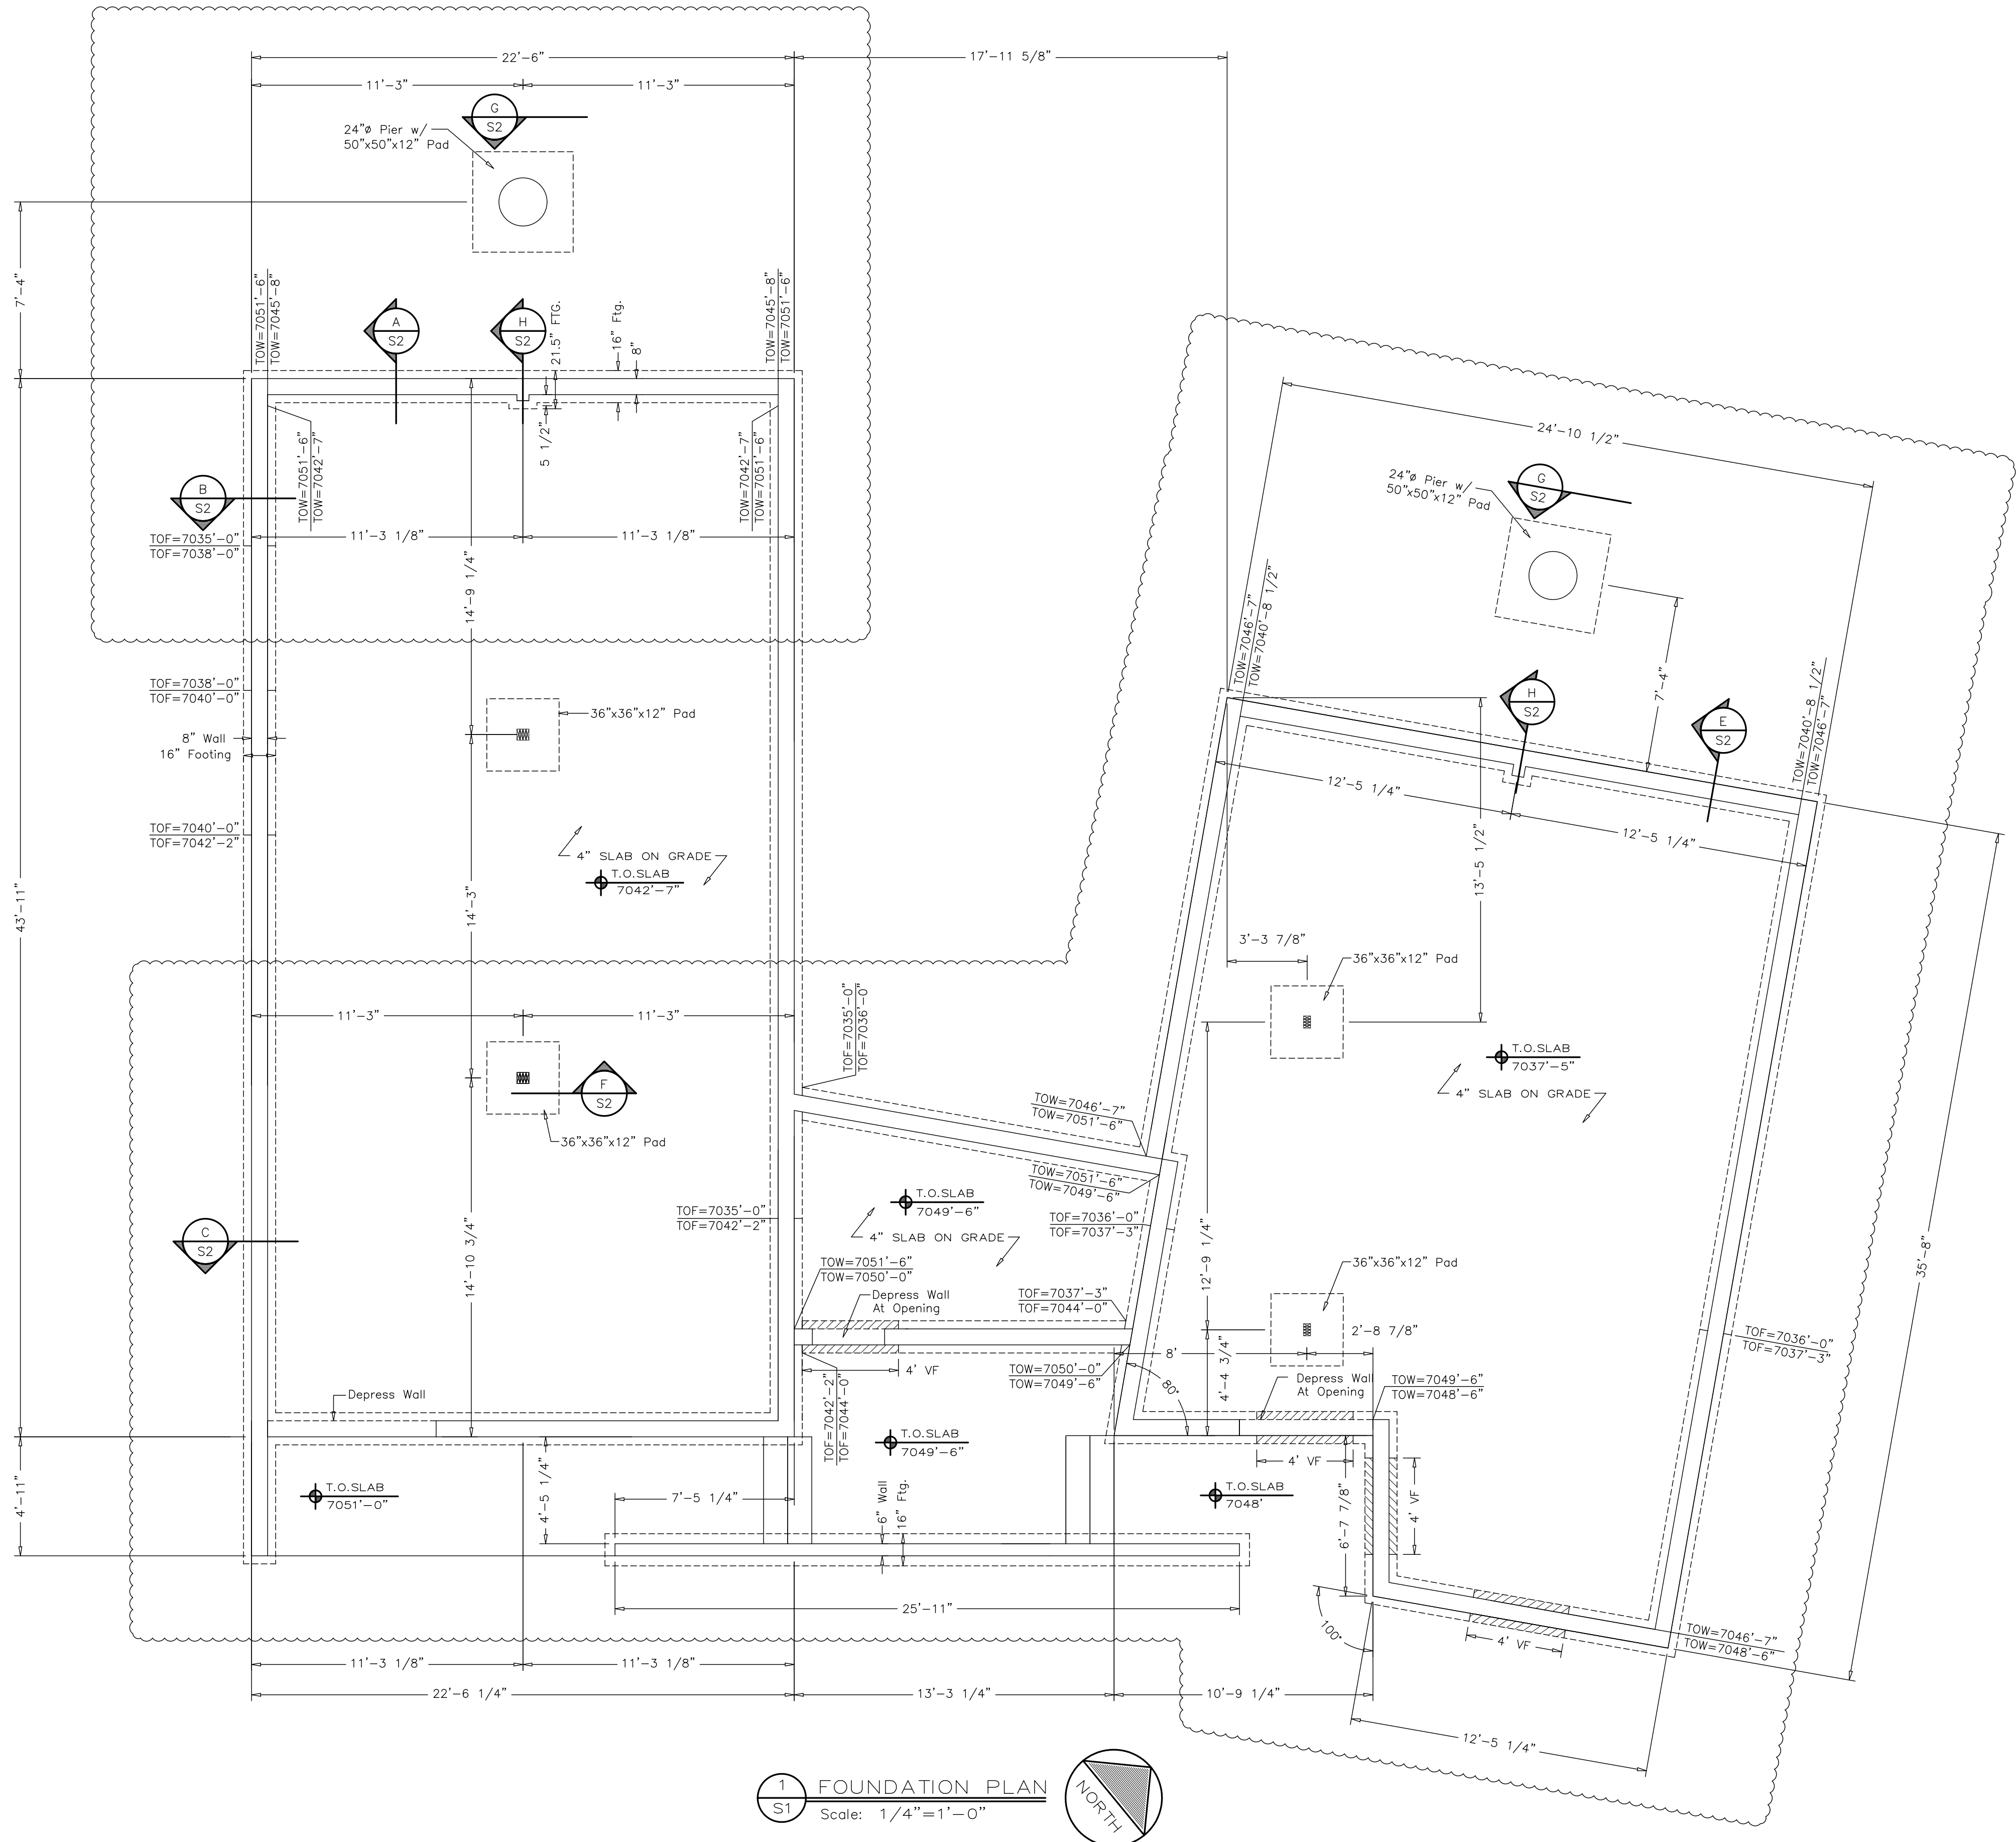 22'-6"
17'-11 5/8"
11'-3"
11'-3"
G
S2
24"ø Pier w/
50"x50"x12" Pad
7'-4"
TOW=7051'-6"
TOW=7045'-8"
A
S2
H
S2
21.5" FTG.
16" Ftg.
8"
TOW=7045'-8"
TOW=7051'-6"
5 1/2"
TOW=7051'-6"
TOW=7042'-7"
TOW=7042'-7"
TOW=7051'-6"
B
S2
TOF=7035'-0"
TOF=7038'-0"
11'-3 1/8"
11'-3 1/8"
14'-9 1/4"
TOF=7038'-0"
TOF=7040'-0"
36"x36"x12" Pad
8" Wall
16" Footing
TOF=7040'-0"
TOF=7042'-2"
4" SLAB ON GRADE
T.O.SLAB
7042'-7"
43'-11"
14'-3"
24'-10 1/2"
24"ø Pier w/
50"x50"x12" Pad
G
S2
TOW=7046'-7"
TOW=7040'-8 1/2"
7'-4"
H
S2
E
S2
TOW=7040'-8 1/2"
TOW=7046'-7"
12'-5 1/4"
12'-5 1/4"
13'-5 1/2"
3'-3 7/8"
36"x36"x12" Pad
11'-3"
11'-3"
TOF=7035'-0"
TOF=7036'-0"
F
S2
36"x36"x12" Pad
T.O.SLAB
7037'-5"
4" SLAB ON GRADE
TOW=7046'-7"
TOW=7051'-6"
TOW=7051'-6"
TOW=7049'-6"
T.O.SLAB
7049'-6"
4" SLAB ON GRADE
TOF=7035'-0"
TOF=7042'-2"
TOF=7036'-0"
TOF=7037'-3"
C
S2
14'-10 3/4"
12'-9 1/4"
35'-8"
TOW=7051'-6"
TOW=7050'-0"
Depress Wall
At Opening
TOF=7037'-3"
TOF=7044'-0"
36"x36"x12" Pad
2'-8 7/8"
8'
4'-4 3/4"
TOF=7036'-0"
TOF=7037'-3"
4' VF
TOW=7050'-0"
TOW=7049'-6"
80°
Depress Wall
At Opening
TOW=7049'-6"
TOW=7048'-6"
Depress Wall
TOF=7042'-2"
TOF=7044'-0"
T.O.SLAB
7049'-6"
4' VF
4' VF
4'-11"
T.O.SLAB
7051'-0"
4'-5 1/4"
7'-5 1/4"
6" Wall
16" Ftg.
T.O.SLAB
7048'
6'-7 7/8"
25'-11"
100°
4' VF
TOW=7046'-7"
TOW=7048'-6"
11'-3 1/8"
11'-3 1/8"
22'-6 1/4"
13'-3 1/4"
10'-9 1/4"
12'-5 1/4"
1
S1
FOUNDATION PLAN
Scale: 1/4"=1'-0"
NORTH